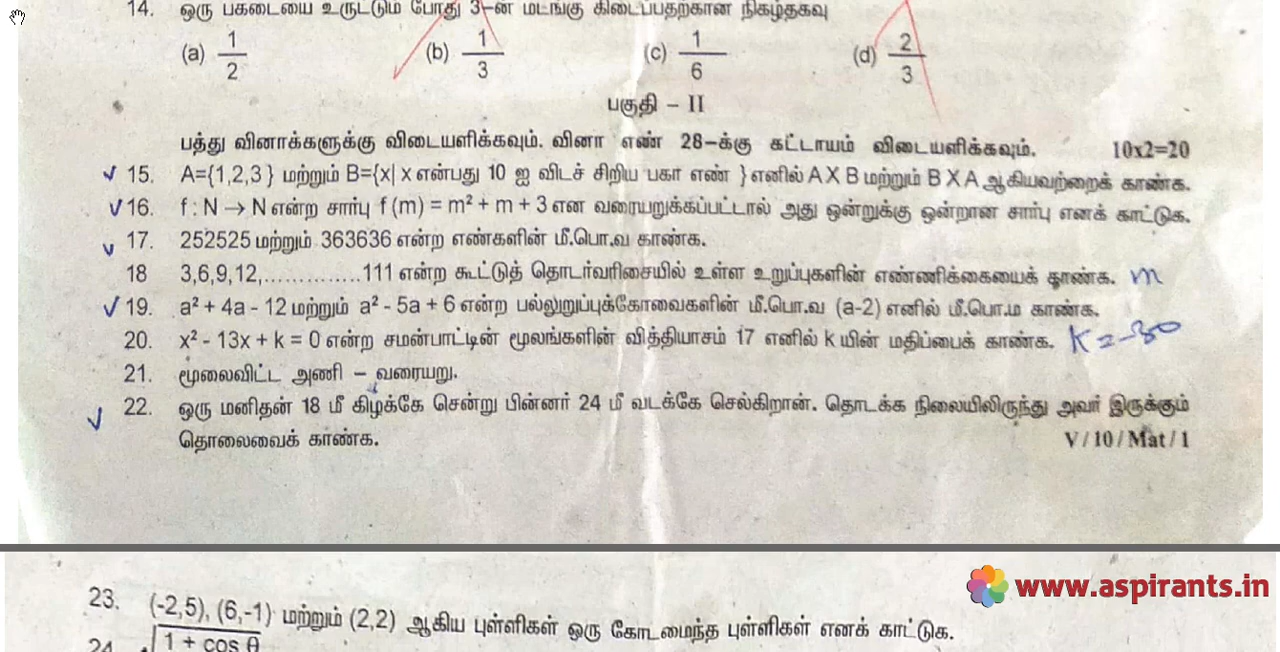 14. ஒரு பகடையை உருட்டும் போது 3-ன் மடங்கு கிடைப்பதற்கான நிகழ்தகவு
(a) 1/2 (b) 1/3 (c) 1/6 (d) 2/3
பகுதி – II
பத்து வினாக்களுக்கு விடையளிக்கவும். வினா எண் 28-க்கு கட்டாயம் விடையளிக்கவும். 10x2=20
15. A={1,2,3 } மற்றும் B={x| x என்பது 10 ஐ விடச் சிறிய பகா எண் } எனில் A X B மற்றும் B X A ஆகியவற்றைக் காண்க.
16. f : N → N என்ற சார்பு f (m) = m² + m + 3 என வரையறுக்கப்பட்டால் அது ஒன்றுக்கு ஒன்றான சார்பு எனக் காட்டுக.
17. 252525 மற்றும் 363636 என்ற எண்களின் மீ.பொ.வ காண்க.
18 3,6,9,12,..............111 என்ற கூட்டுத் தொடர்வரிசையில் உள்ள உறுப்புகளின் எண்ணிக்கையைக் காண்க. m
19. a² + 4a - 12 மற்றும் a² - 5a + 6 என்ற பல்லுறுப்புக்கோவைகளின் மீ.பொ.வ (a-2) எனில் மீ.பொ.ம காண்க.
20. x² - 13x + k = 0 என்ற சமன்பாட்டின் மூலங்களின் வித்தியாசம் 17 எனில் k யின் மதிப்பைக் காண்க. K = -30
21. மூலைவிட்ட அணி – வரையறு.
22. ஒரு மனிதன் 18 மீ கிழக்கே சென்று பின்னர் 24 மீ வடக்கே செல்கிறான். தொடக்க நிலையிலிருந்து அவர் இருக்கும்
தொலைவைக் காண்க. V / 10 / Mat / 1
www.aspirants.in
23. (-2,5), (6,-1) மற்றும் (2,2) ஆகிய புள்ளிகள் ஒரு கோடமைந்த புள்ளிகள் எனக் காட்டுக.
24. √1 + cos θ